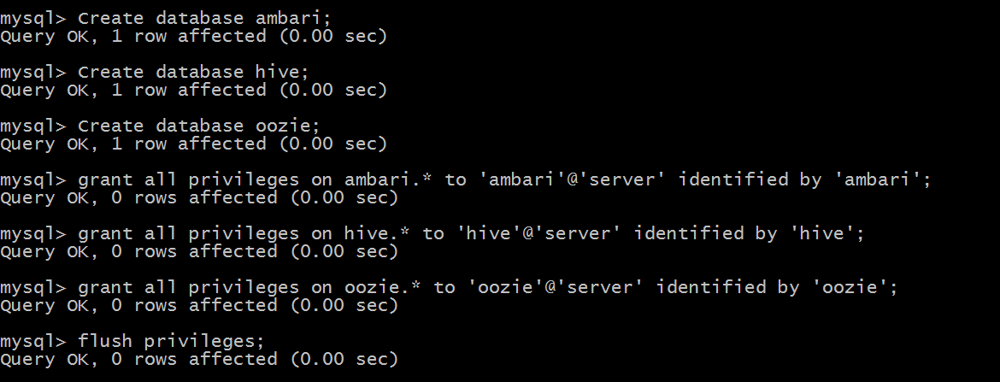 mysql> Create database ambari;
Query OK, 1 row affected (0.00 sec)
mysql> Create database hive;
Query OK, 1 row affected (0.00 sec)
mysql> Create database oozie;
Query OK, 1 row affected (0.00 sec)
mysql> grant all privileges on ambari.* to 'ambari'@'server' identified by 'ambari';
Query OK, 0 rows affected (0.00 sec)
mysql> grant all privileges on hive.* to 'hive'@'server' identified by 'hive';
Query OK, 0 rows affected (0.00 sec)
mysql> grant all privileges on oozie.* to 'oozie'@'server' identified by 'oozie';
Query OK, 0 rows affected (0.00 sec)
mysql> flush privileges;
Query OK, 0 rows affected (0.00 sec)